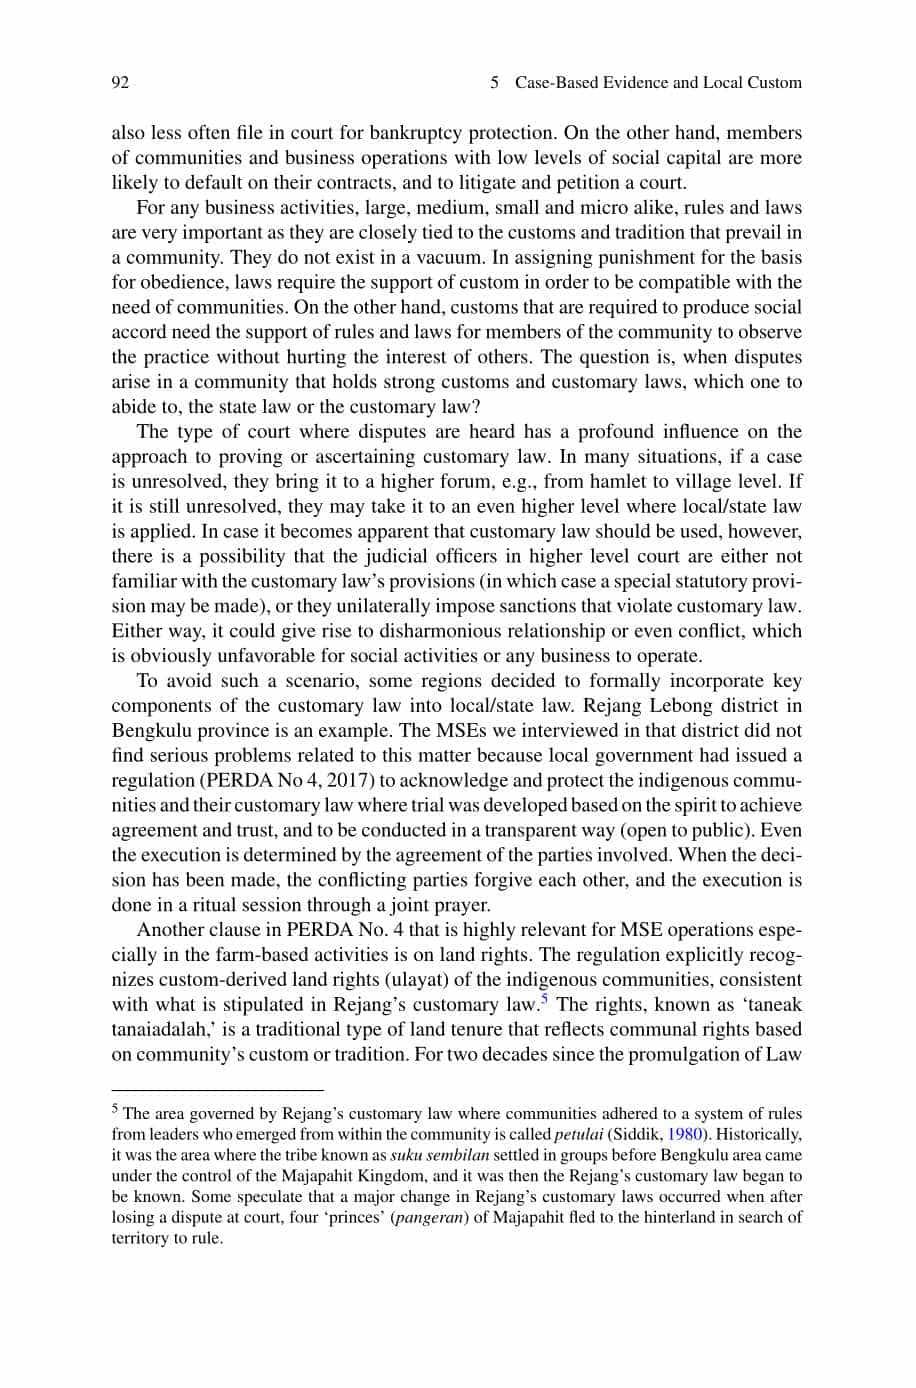 92
5 Case-Based Evidence and Local Custom
also less often file in court for bankruptcy protection. On the other hand, members
of communities and business operations with low levels of social capital are more
likely to default on their contracts, and to litigate and petition a court.
For any business activities, large, medium, small and micro alike, rules and laws
are very important as they are closely tied to the customs and tradition that prevail in
a community. They do not exist in a vacuum. In assigning punishment for the basis
for obedience, laws require the support of custom in order to be compatible with the
need of communities. On the other hand, customs that are required to produce social
accord need the support of rules and laws for members of the community to observe
the practice without hurting the interest of others. The question is, when disputes
arise in a community that holds strong customs and customary laws, which one to
abide to, the state law or the customary law?
The type of court where disputes are heard has a profound influence on the
approach to proving or ascertaining customary law. In many situations, if a case
is unresolved, they bring it to a higher forum, e.g., from hamlet to village level. If
it is still unresolved, they may take it to an even higher level where local/state law
is applied. In case it becomes apparent that customary law should be used, however,
there is a possibility that the judicial officers in higher level court are either not
familiar with the customary law’s provisions (in which case a special statutory provi-
sion may be made), or they unilaterally impose sanctions that violate customary law.
Either way, it could give rise to disharmonious relationship or even conflict, which
is obviously unfavorable for social activities or any business to operate.
To avoid such a scenario, some regions decided to formally incorporate key
components of the customary law into local/state law. Rejang Lebong district in
Bengkulu province is an example. The MSEs we interviewed in that district did not
find serious problems related to this matter because local government had issued a
regulation (PERDA No 4, 2017) to acknowledge and protect the indigenous commu-
nities and their customary law where trial was developed based on the spirit to achieve
agreement and trust, and to be conducted in a transparent way (open to public). Even
the execution is determined by the agreement of the parties involved. When the deci-
sion has been made, the conflicting parties forgive each other, and the execution is
done in a ritual session through a joint prayer.
Another clause in PERDA No. 4 that is highly relevant for MSE operations espe-
cially in the farm-based activities is on land rights. The regulation explicitly recog-
nizes custom-derived land rights (ulayat) of the indigenous communities, consistent
with what is stipulated in Rejang’s customary law.5 The rights, known as ‘taneak
tanaiadalah,’ is a traditional type of land tenure that reflects communal rights based
on community’s custom or tradition. For two decades since the promulgation of Law
5 The area governed by Rejang’s customary law where communities adhered to a system of rules
from leaders who emerged from within the community is called petulai (Siddik, 1980). Historically,
it was the area where the tribe known as suku sembilan settled in groups before Bengkulu area came
under the control of the Majapahit Kingdom, and it was then the Rejang’s customary law began to
be known. Some speculate that a major change in Rejang’s customary laws occurred when after
losing a dispute at court, four ‘princes’ (pangeran) of Majapahit fled to the hinterland in search of
territory to rule.